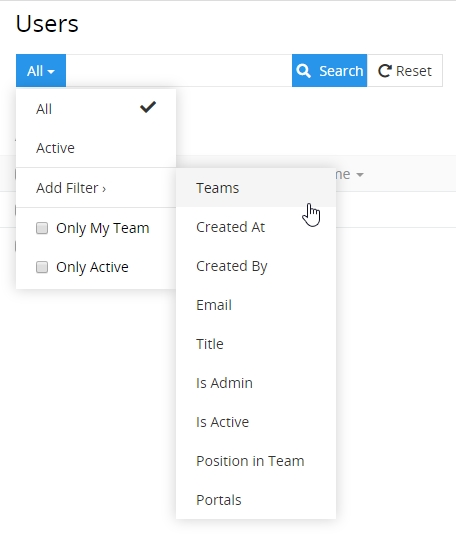 Users
All
Search
Reset
All
Active
Add Filter ›
Only My Team
Only Active
Teams
Created At
Created By
Email
Title
Is Admin
Is Active
Position in Team
Portals